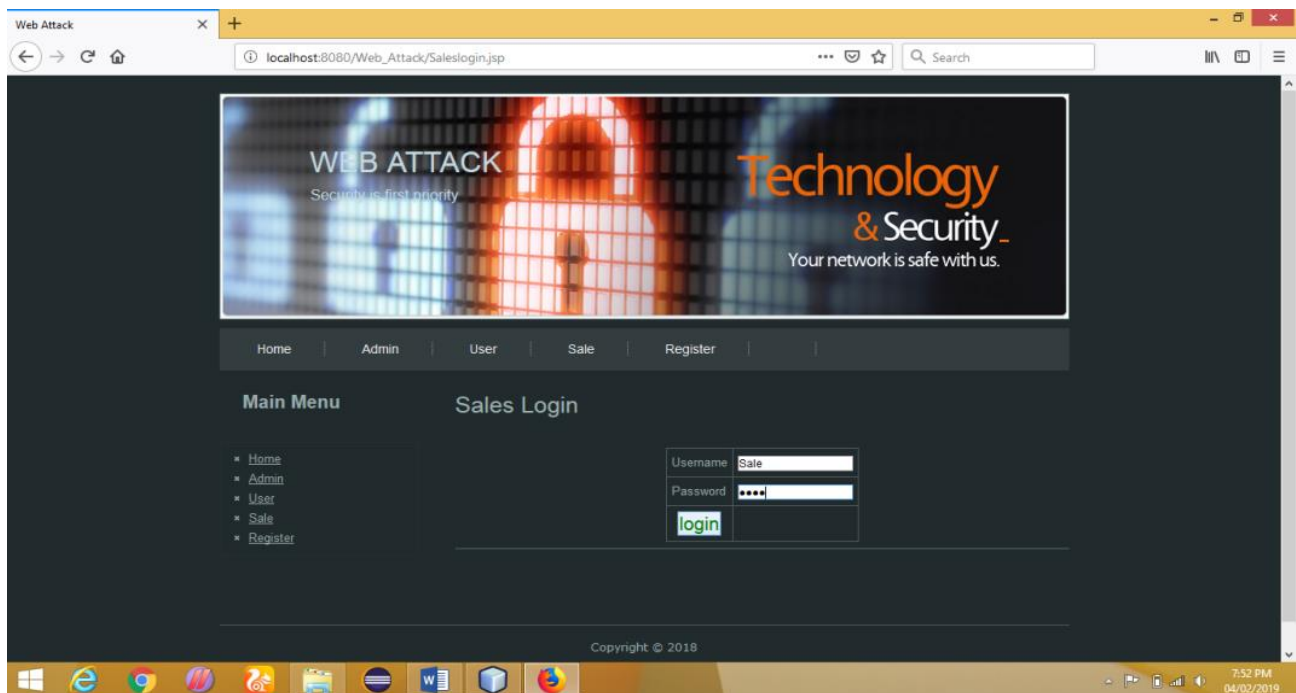 Web Attack
localhost:8080/Web_Attack/Saleslogin.jsp
Search
WEB ATTACK
Security is first priority
Technology
& Security_
Your network is safe with us.
Home Admin User Sale Register
Main Menu
Sales Login
Home
Admin
User
Sale
Register
Username Sale
Password ••••
login
Copyright © 2018
7:52 PM
04/02/2019